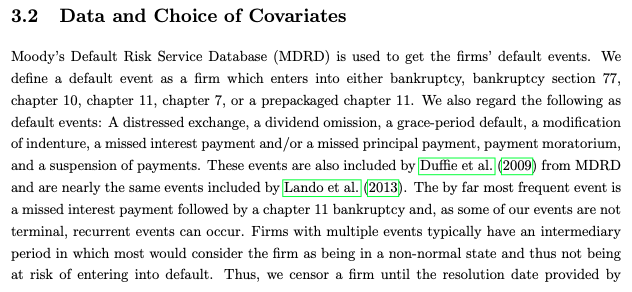 3.2 Data and Choice of Covariates
Moody's Default Risk Service Database (MDRD) is used to get the firms' default events. We
define a default event as a firm which enters into either bankruptcy, bankruptcy section 77,
chapter 10, chapter 11, chapter 7, or a prepackaged chapter 11. We also regard the following as
default events: A distressed exchange, a dividend omission, a grace-period default, a modification
of indenture, a missed interest payment and/or a missed principal payment, payment moratorium,
and a suspension of payments. These events are also included by Duffie et al. (2009) from MDRD
and are nearly the same events included by Lando et al. (2013). The by far most frequent event is
a missed interest payment followed by a chapter 11 bankruptcy and, as some of our events are not
terminal, recurrent events can occur. Firms with multiple events typically have an intermediary
period in which most would consider the firm as being in a non-normal state and thus not being
at risk of entering into default. Thus, we censor a firm until the resolution date provided by